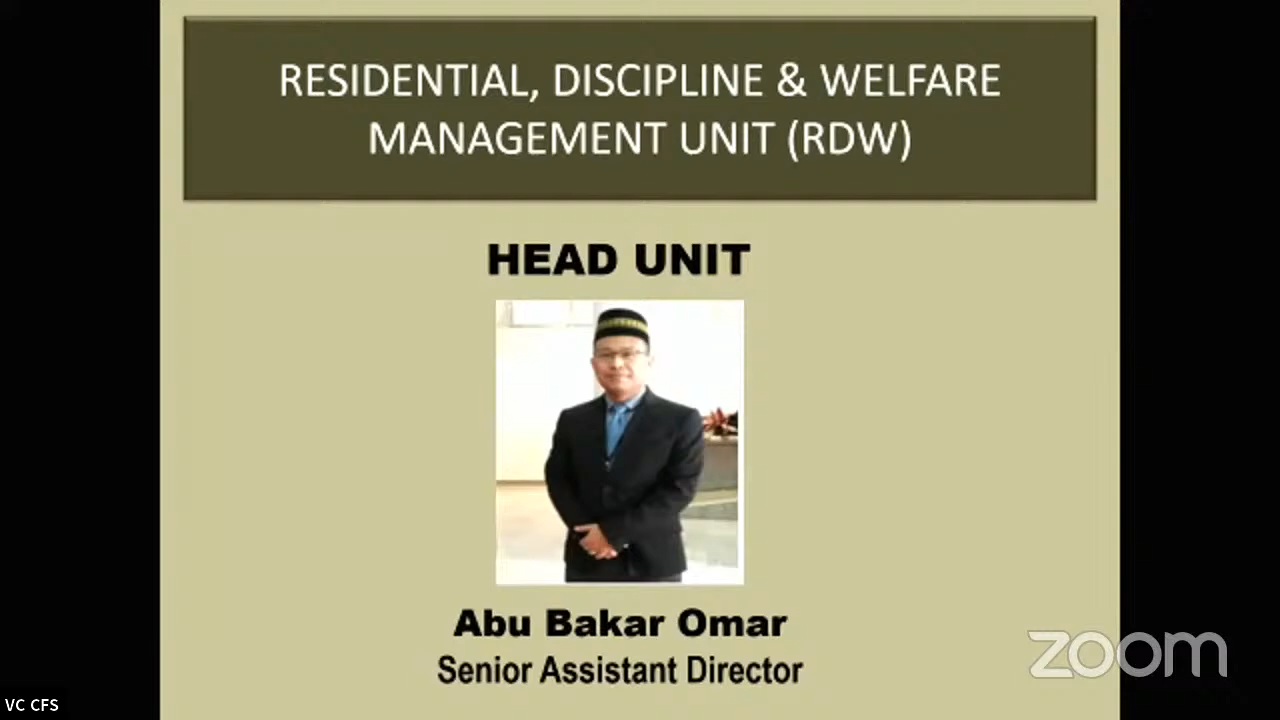 RESIDENTIAL, DISCIPLINE & WELFARE
MANAGEMENT UNIT (RDW)
HEAD UNIT
Abu Bakar Omar
Senior Assistant Director
zoom
VC CFS